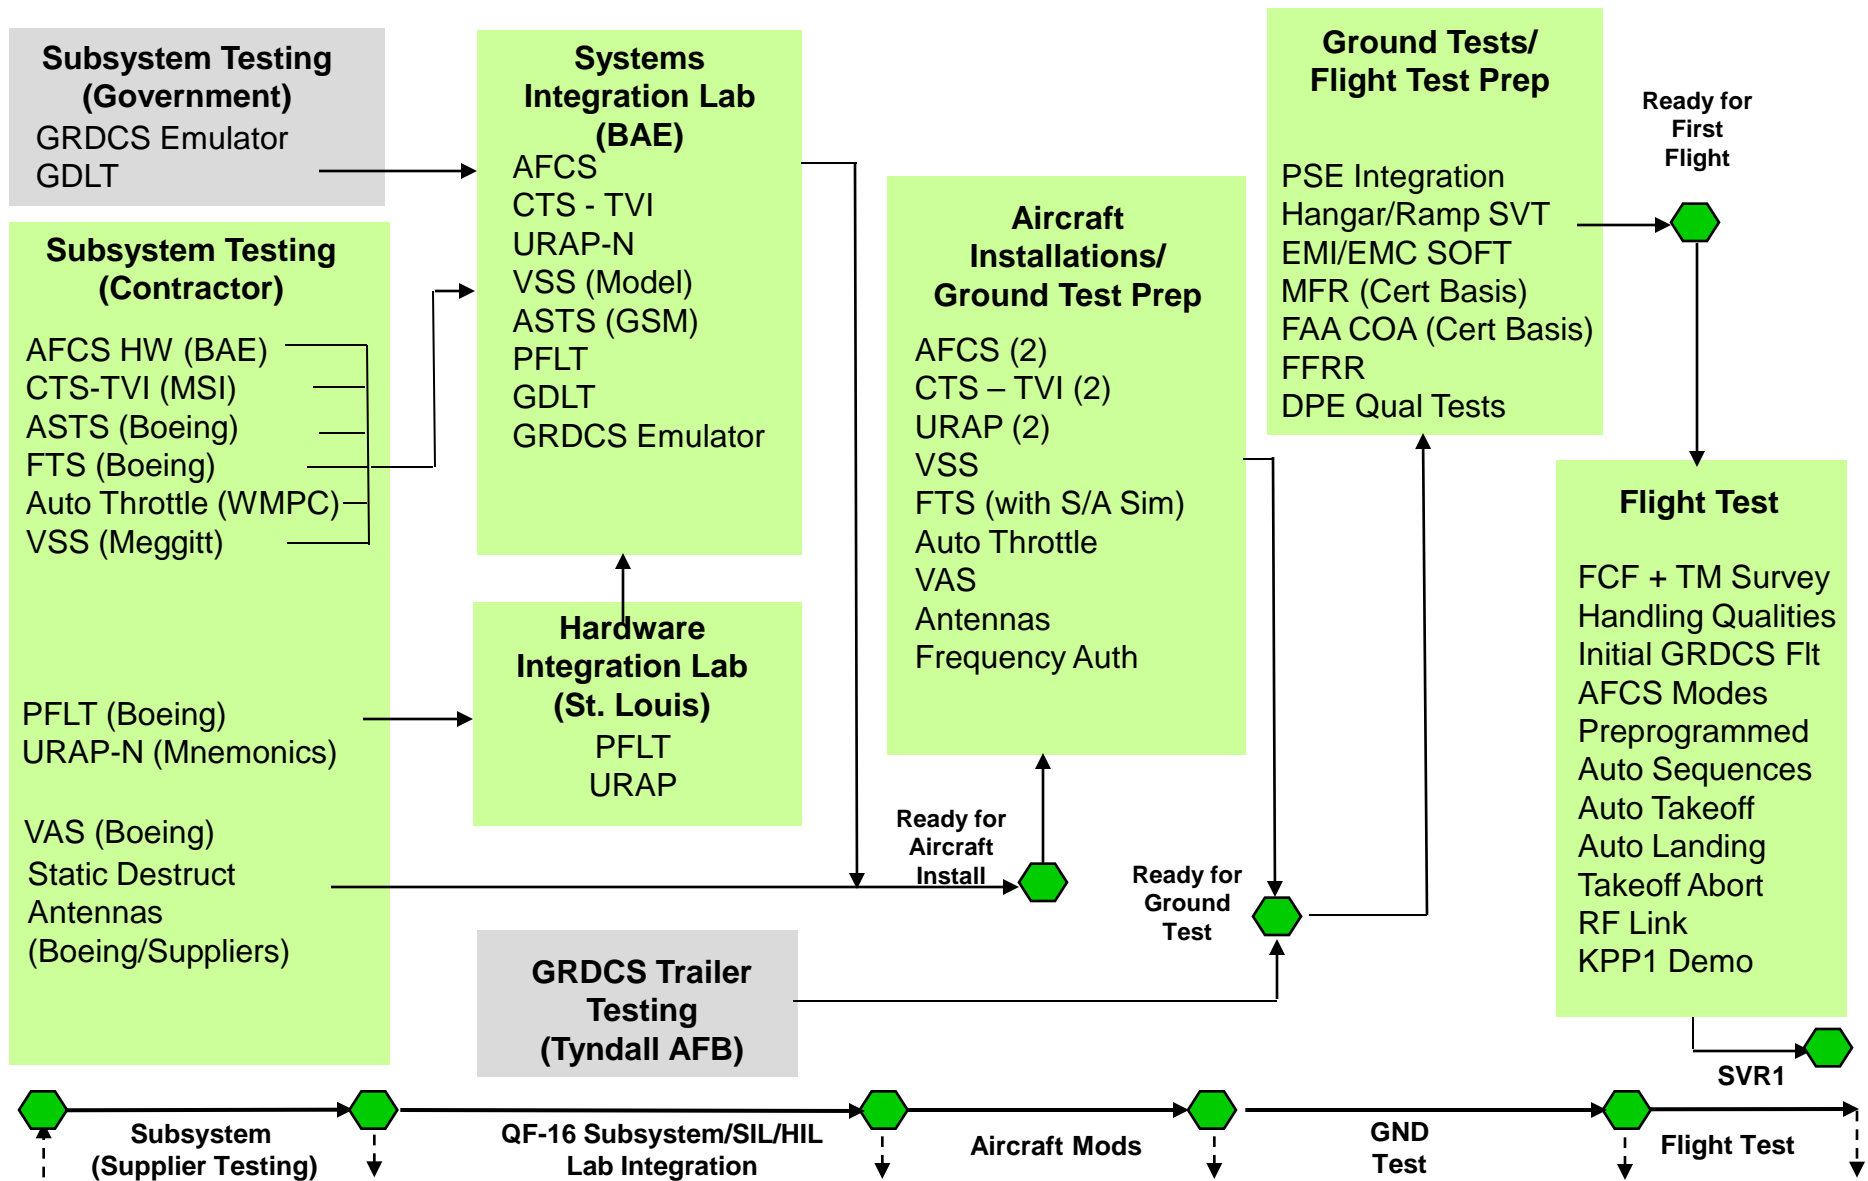 Subsystem Testing
(Government)
GRDCS Emulator
GDLT
Subsystem Testing
(Contractor)
AFCS HW (BAE)
CTS-TVI (MSI)
ASTS (Boeing)
FTS (Boeing)
Auto Throttle (WMPC)
VSS (Meggitt)
PFLT (Boeing)
URAP-N (Mnemonics)
VAS (Boeing)
Static Destruct
Antennas
(Boeing/Suppliers)
Systems
Integration Lab
(BAE)
AFCS
CTS - TVI
URAP-N
VSS (Model)
ASTS (GSM)
PFLT
GDLT
GRDCS Emulator
Hardware
Integration Lab
(St. Louis)
PFLT
URAP
GRDCS Trailer
Testing
(Tyndall AFB)
Ready for
Aircraft
Install
Aircraft
Installations/
Ground Test Prep
AFCS (2)
CTS – TVI (2)
URAP (2)
VSS
FTS (with S/A Sim)
Auto Throttle
VAS
Antennas
Frequency Auth
Ready for
Ground
Test
Ground Tests/
Flight Test Prep
PSE Integration
Hangar/Ramp SVT
EMI/EMC SOFT
MFR (Cert Basis)
FAA COA (Cert Basis)
FFRR
DPE Qual Tests
Ready for
First
Flight
Flight Test
FCF + TM Survey
Handling Qualities
Initial GRDCS Flt
AFCS Modes
Preprogrammed
Auto Sequences
Auto Takeoff
Auto Landing
Takeoff Abort
RF Link
KPP1 Demo
SVR1
Subsystem
(Supplier Testing)
QF-16 Subsystem/SIL/HIL
Lab Integration
Aircraft Mods
GND
Test
Flight Test